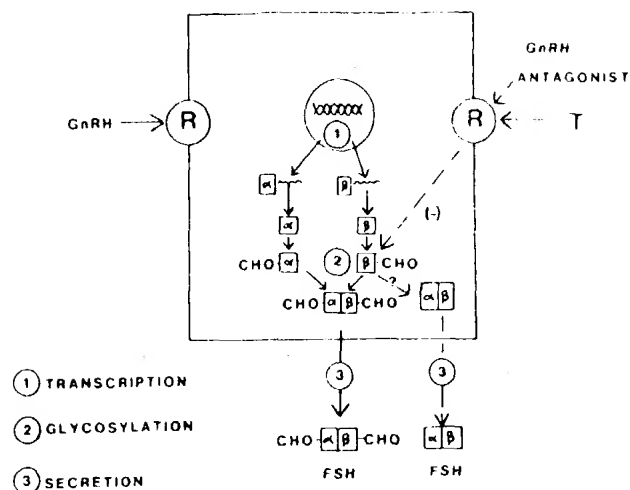 GnRH
ANTAGONIST
GnRH
R
R
T
1
α
β
α
β
(-)
CHO
α
2
β
CHO
?
CHO
α
β
CHO
α
β
3
3
1 TRANSCRIPTION
2 GLYCOSYLATION
3 SECRETION
CHO
α
β
CHO
α
β
FSH
FSH